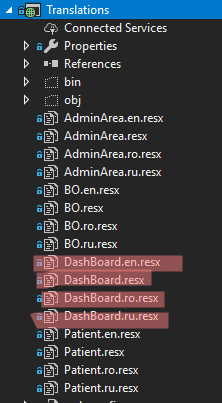 Translations
Connected Services
Properties
References
bin
obj
AdminArea.en.resx
AdminArea.resx
AdminArea.ro.resx
AdminArea.ru.resx
BO.en.resx
BO.resx
BO.ro.resx
BO.ru.resx
DashBoard.en.resx
DashBoard.resx
DashBoard.ro.resx
DashBoard.ru.resx
Patient.en.resx
Patient.resx
Patient.ro.resx
Patient.ru.resx